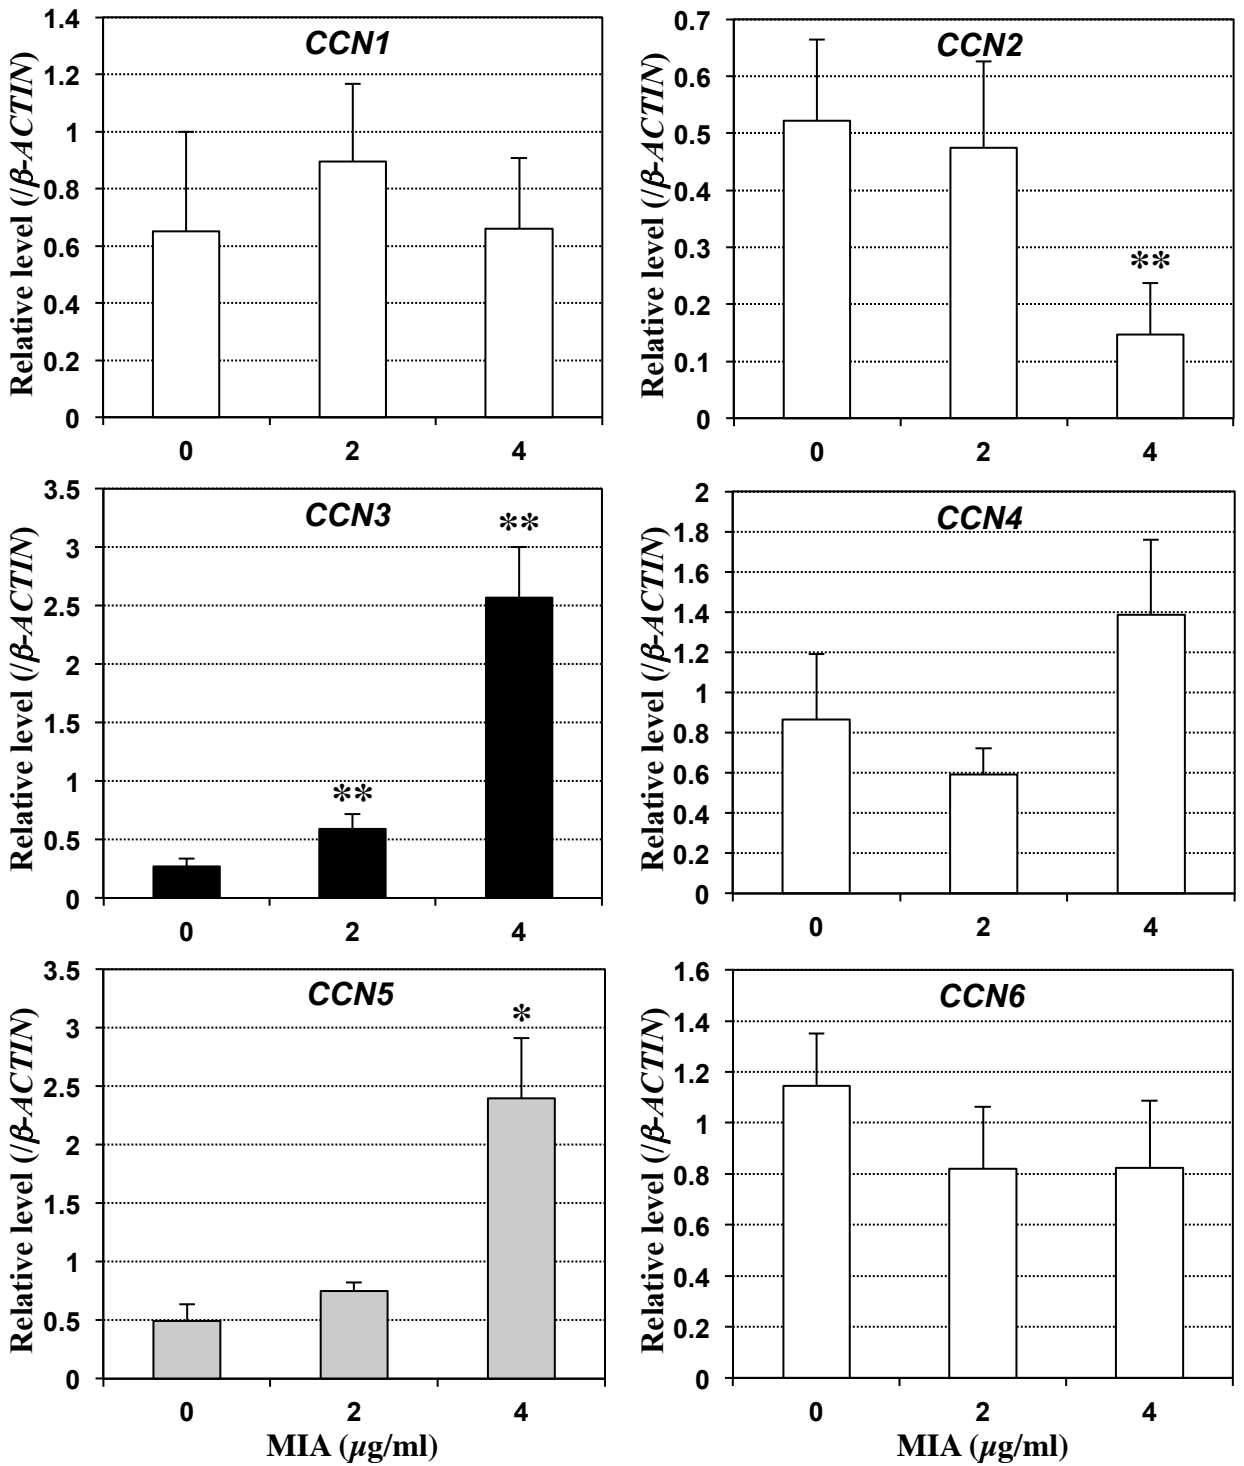 CCN1
Relative level (/β-ACTIN)
1.4
1.2
1
0.8
0.6
0.4
0.2
0
0 2 4
CCN2
Relative level (/β-ACTIN)
0.7
0.6
0.5
0.4
0.3
0.2
0.1
0
**
0 2 4
CCN3
Relative level (/β-ACTIN)
3.5
3
2.5
2
1.5
1
0.5
0
** **
0 2 4
CCN4
Relative level (/β-ACTIN)
2
1.8
1.6
1.4
1.2
1
0.8
0.6
0.4
0.2
0
0 2 4
CCN5
Relative level (/β-ACTIN)
3.5
3
2.5
2
1.5
1
0.5
0
*
0 2 4
MIA (µg/ml)
CCN6
Relative level (/β-ACTIN)
1.6
1.4
1.2
1
0.8
0.6
0.4
0.2
0
0 2 4
MIA (µg/ml)